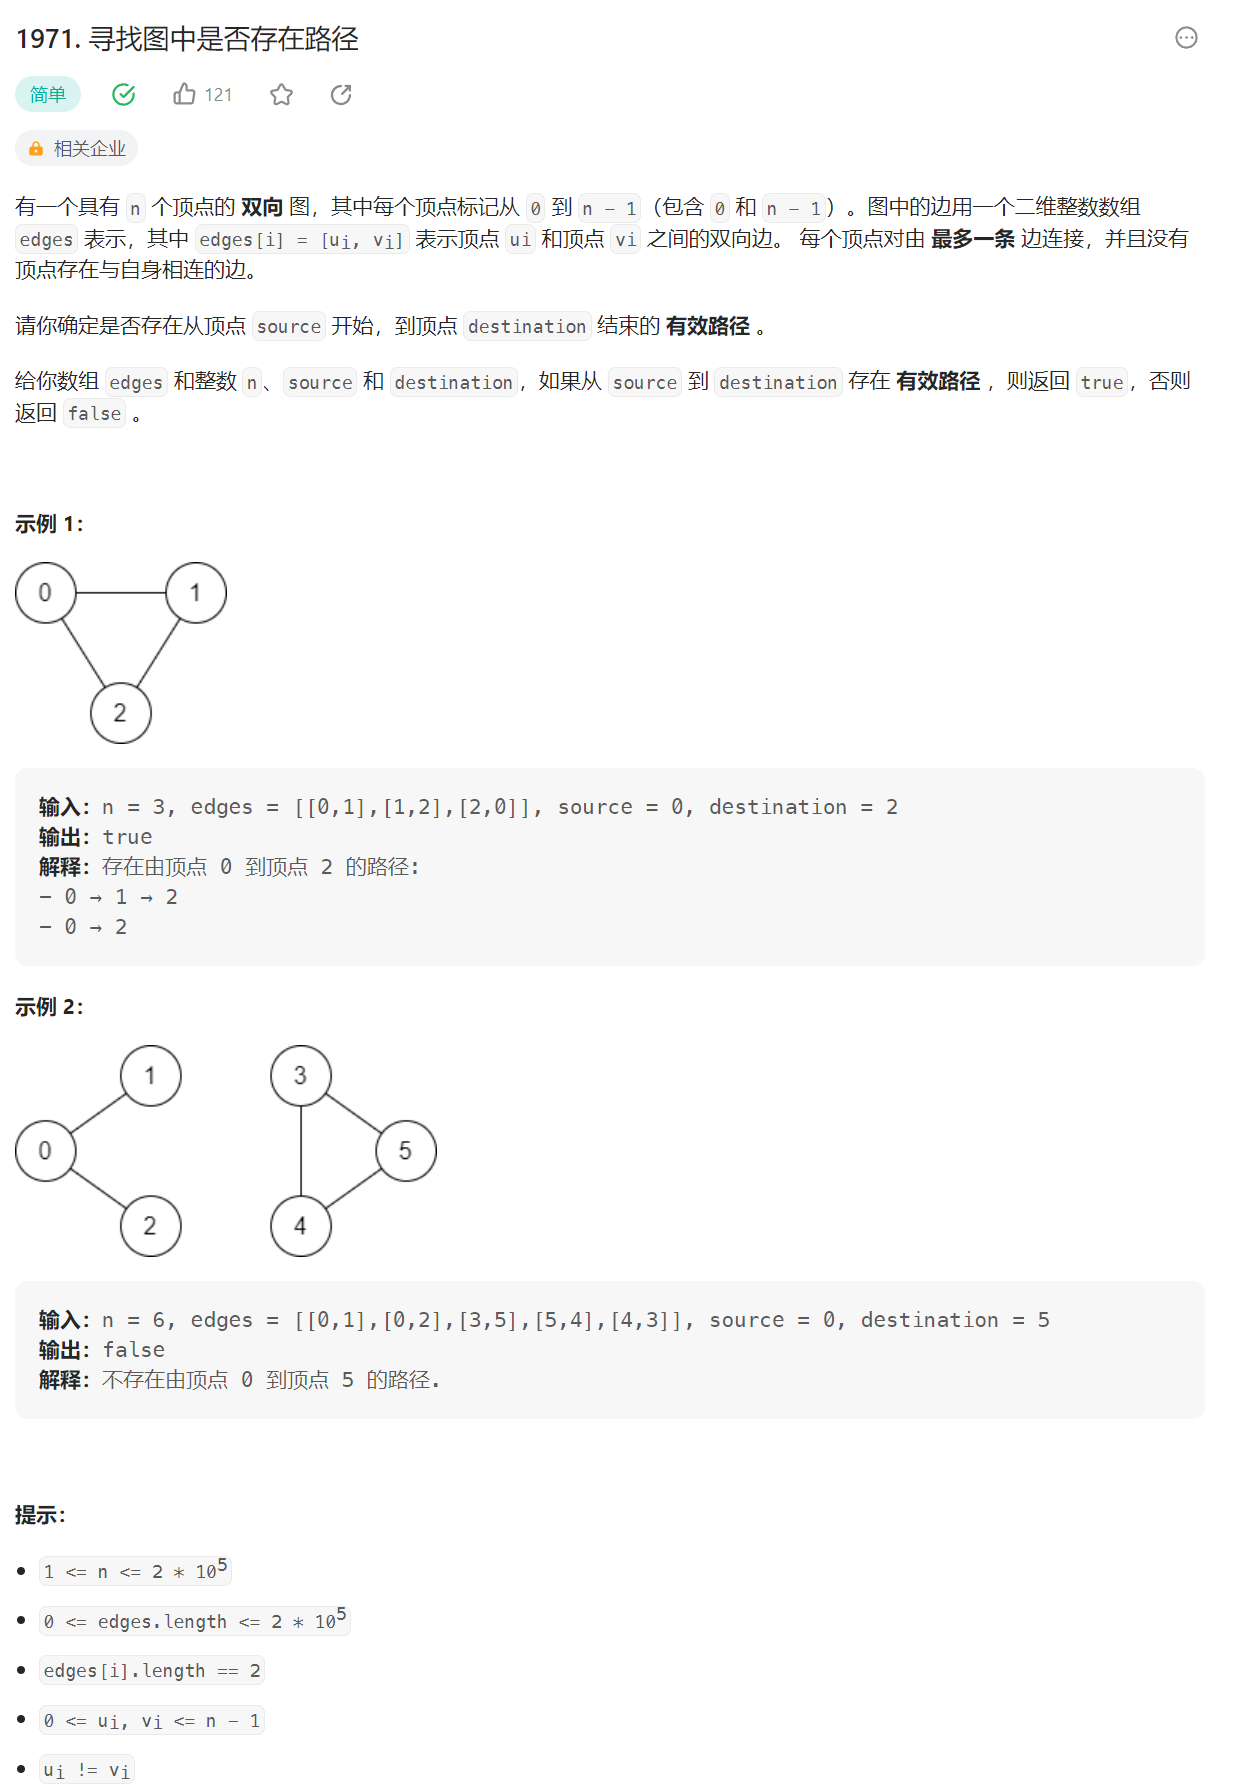 1971. 寻找图中是否存在路径
简单 121
相关企业
有一个具有 n 个顶点的 双向 图，其中每个顶点标记从 0 到 n - 1（包含 0 和 n - 1）。图中的边用一个二维整数数组
edges 表示，其中 edges[i] = [ui, vi] 表示顶点 ui 和顶点 vi 之间的双向边。 每个顶点对由 最多一条 边连接，并且没有
顶点存在与自身相连的边。
请你确定是否存在从顶点 source 开始，到顶点 destination 结束的 有效路径 。
给你数组 edges 和整数 n、source 和 destination，如果从 source 到 destination 存在 有效路径 ，则返回 true，否则
返回 false 。
示例 1：
0 1
2
输入：n = 3, edges = [[0,1],[1,2],[2,0]], source = 0, destination = 2
输出：true
解释：存在由顶点 0 到顶点 2 的路径:
- 0 → 1 → 2
- 0 → 2
示例 2：
1 3
0 5
2 4
输入：n = 6, edges = [[0,1],[0,2],[3,5],[5,4],[4,3]], source = 0, destination = 5
输出：false
解释：不存在由顶点 0 到顶点 5 的路径.
提示：
1 <= n <= 2 * 10^5
0 <= edges.length <= 2 * 10^5
edges[i].length == 2
0 <= ui, vi <= n - 1
ui != vi